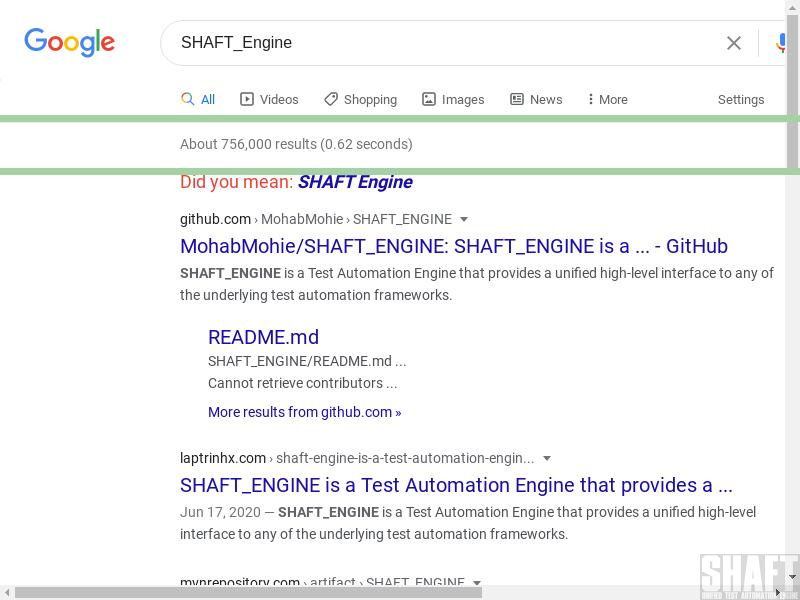 Google
SHAFT_Engine
All Videos Shopping Images News More Settings
About 756,000 results (0.62 seconds)
Did you mean: SHAFT Engine
github.com › MohabMohie › SHAFT_ENGINE
MohabMohie/SHAFT_ENGINE: SHAFT_ENGINE is a ... - GitHub
SHAFT_ENGINE is a Test Automation Engine that provides a unified high-level interface to any of
the underlying test automation frameworks.
README.md
SHAFT_ENGINE/README.md ...
Cannot retrieve contributors ...
More results from github.com »
laptrinhx.com › shaft-engine-is-a-test-automation-engin...
SHAFT_ENGINE is a Test Automation Engine that provides a ...
Jun 17, 2020 — SHAFT_ENGINE is a Test Automation Engine that provides a unified high-level
interface to any of the underlying test automation frameworks.
mvnrepository.com › artifact › SHAFT_ENGINE
SHAFT
UNIFIED TEST AUTOMATION ENGINE